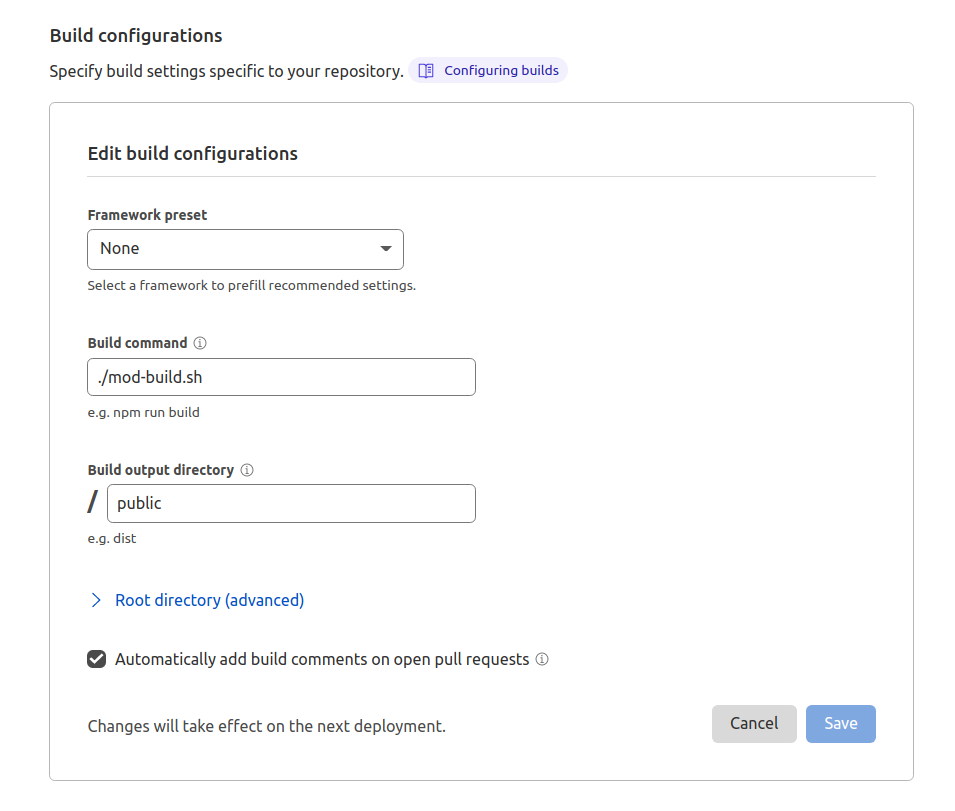 Build configurations
Specify build settings specific to your repository. Configuring builds
Edit build configurations
Framework preset
None
Select a framework to prefill recommended settings.
Build command
./mod-build.sh
e.g. npm run build
Build output directory
/ public
e.g. dist
Root directory (advanced)
Automatically add build comments on open pull requests
Changes will take effect on the next deployment. Cancel Save